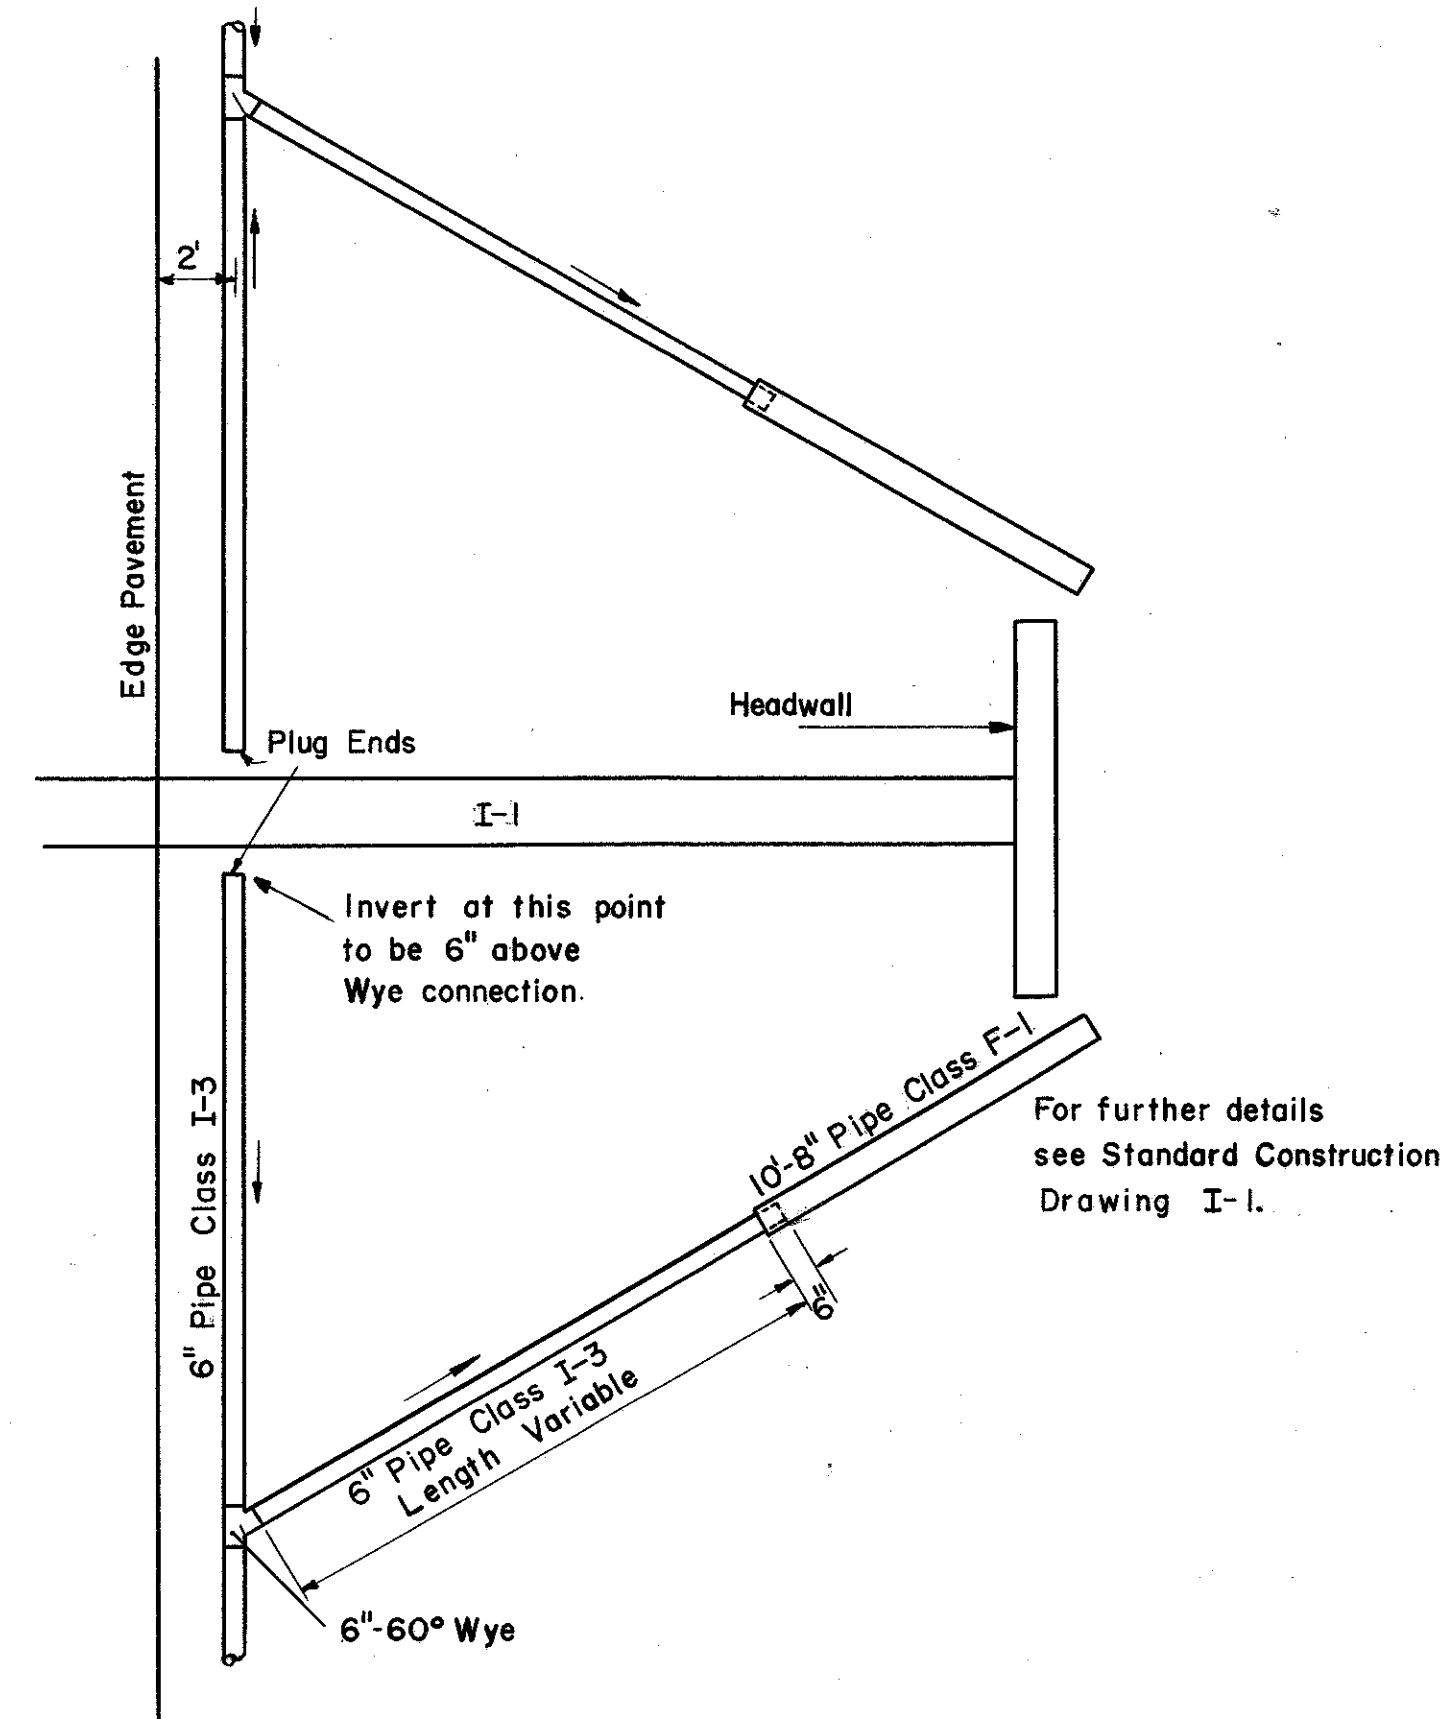 2'
Edge Pavement
Headwall
Plug Ends
I-1
Invert at this point
to be 6" above
Wye connection.
6" Pipe Class I-3
10'-8" Pipe Class F-1
For further details
see Standard Construction
Drawing I-1.
6"
6" Pipe Class I-3
Length Variable
6"-60° Wye